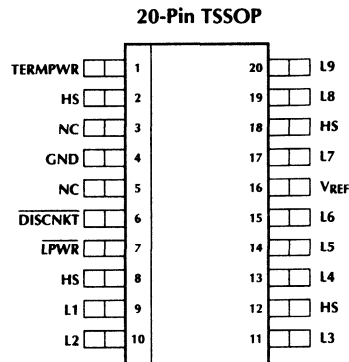 20-Pin TSSOP
TERMPWR 1 20 L9
HS 2 19 L8
NC 3 18 HS
GND 4 17 L7
NC 5 16 VREF
DISCNKT 6 15 L6
LPWR 7 14 L5
HS 8 13 L4
L1 9 12 HS
L2 10 11 L3